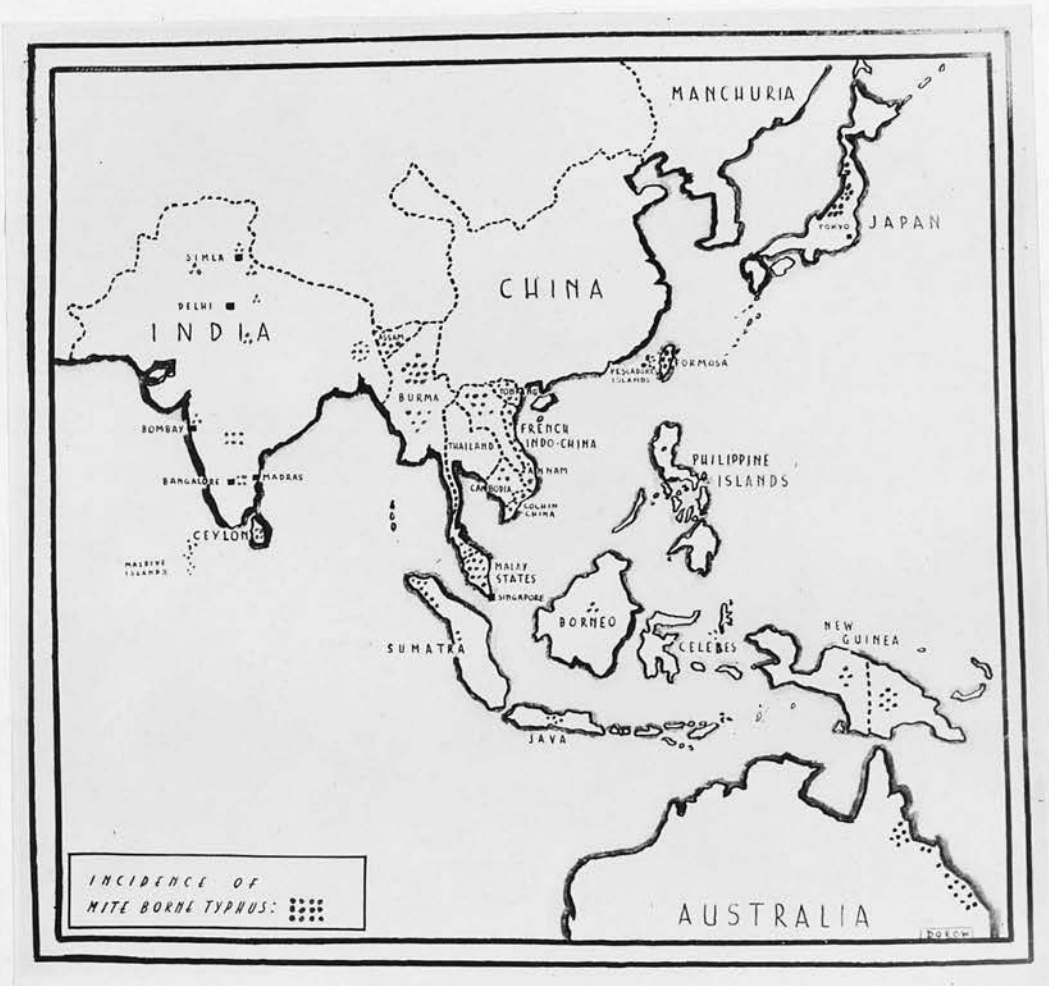 MANCHURIA
JAPAN
TOKYO
SIMLA
DELHI
INDIA
CHINA
ASSAM
BURMA
PESCADORE
ISLANDS
FORMOSA
BOMBAY
THAILAND
FRENCH
INDO-CHINA
PHILIPPINE
ISLANDS
BANGALORE
MADRAS
ANNAM
CAMBODIA
COCHIN
CHINA
CEYLON
MALDIVE
ISLANDS
MALAY
STATES
SINGAPORE
BORNEO
SUMATRA
CELEBES
NEW
GUINEA
JAVA
INCIDENCE OF
MITE BORNE TYPHUS:
AUSTRALIA
DOROW